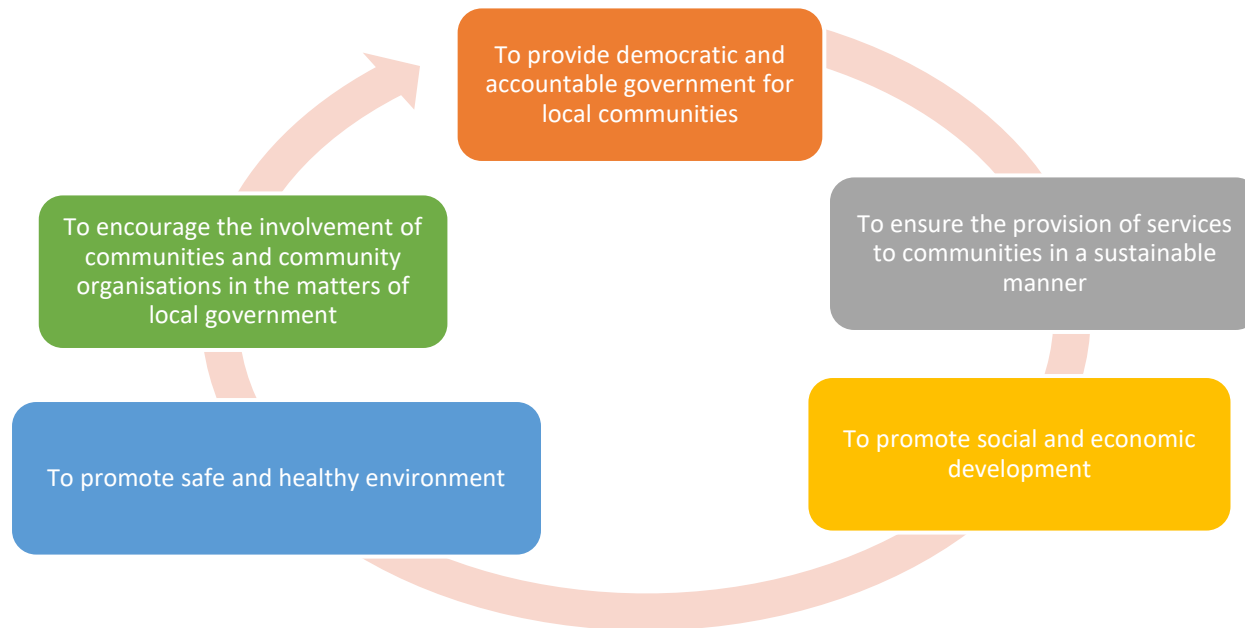 To provide democratic and
accountable government for
local communities
To ensure the provision of services
to communities in a sustainable
manner
To promote social and economic
development
To promote safe and healthy environment
To encourage the involvement of
communities and community
organisations in the matters of
local government